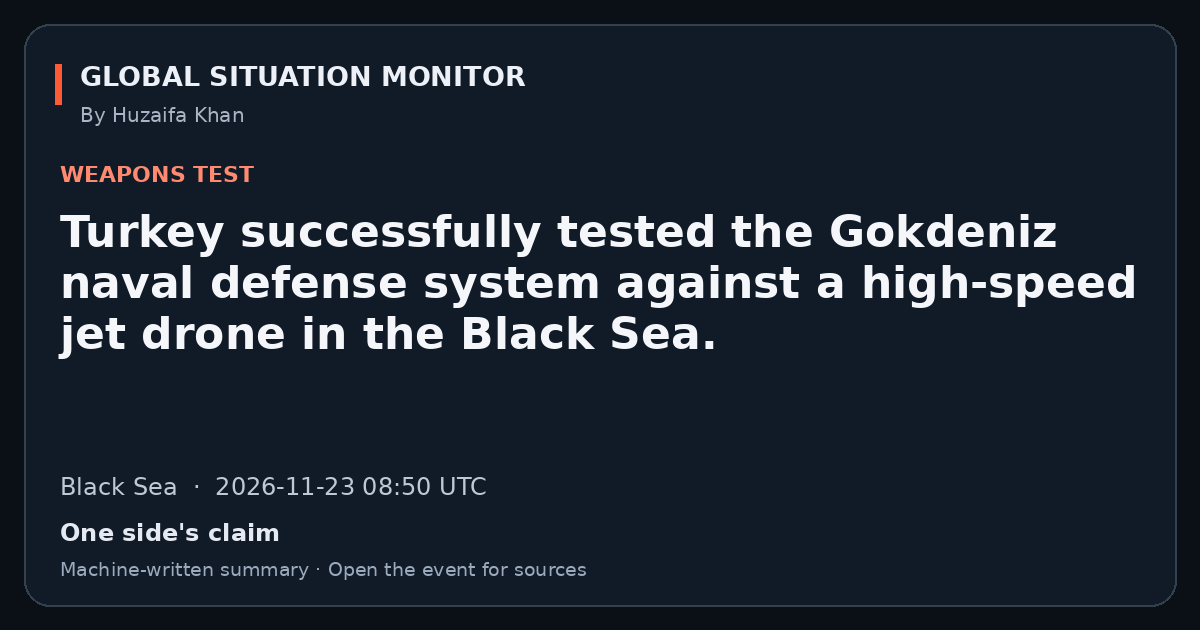 GLOBAL SITUATION MONITOR
By Huzaifa Khan
WEAPONS TEST
Turkey successfully tested the Gokdeniz
naval defense system against a high-speed
jet drone in the Black Sea.
Black Sea · 2026-11-23 08:50 UTC
One side's claim
Machine-written summary · Open the event for sources